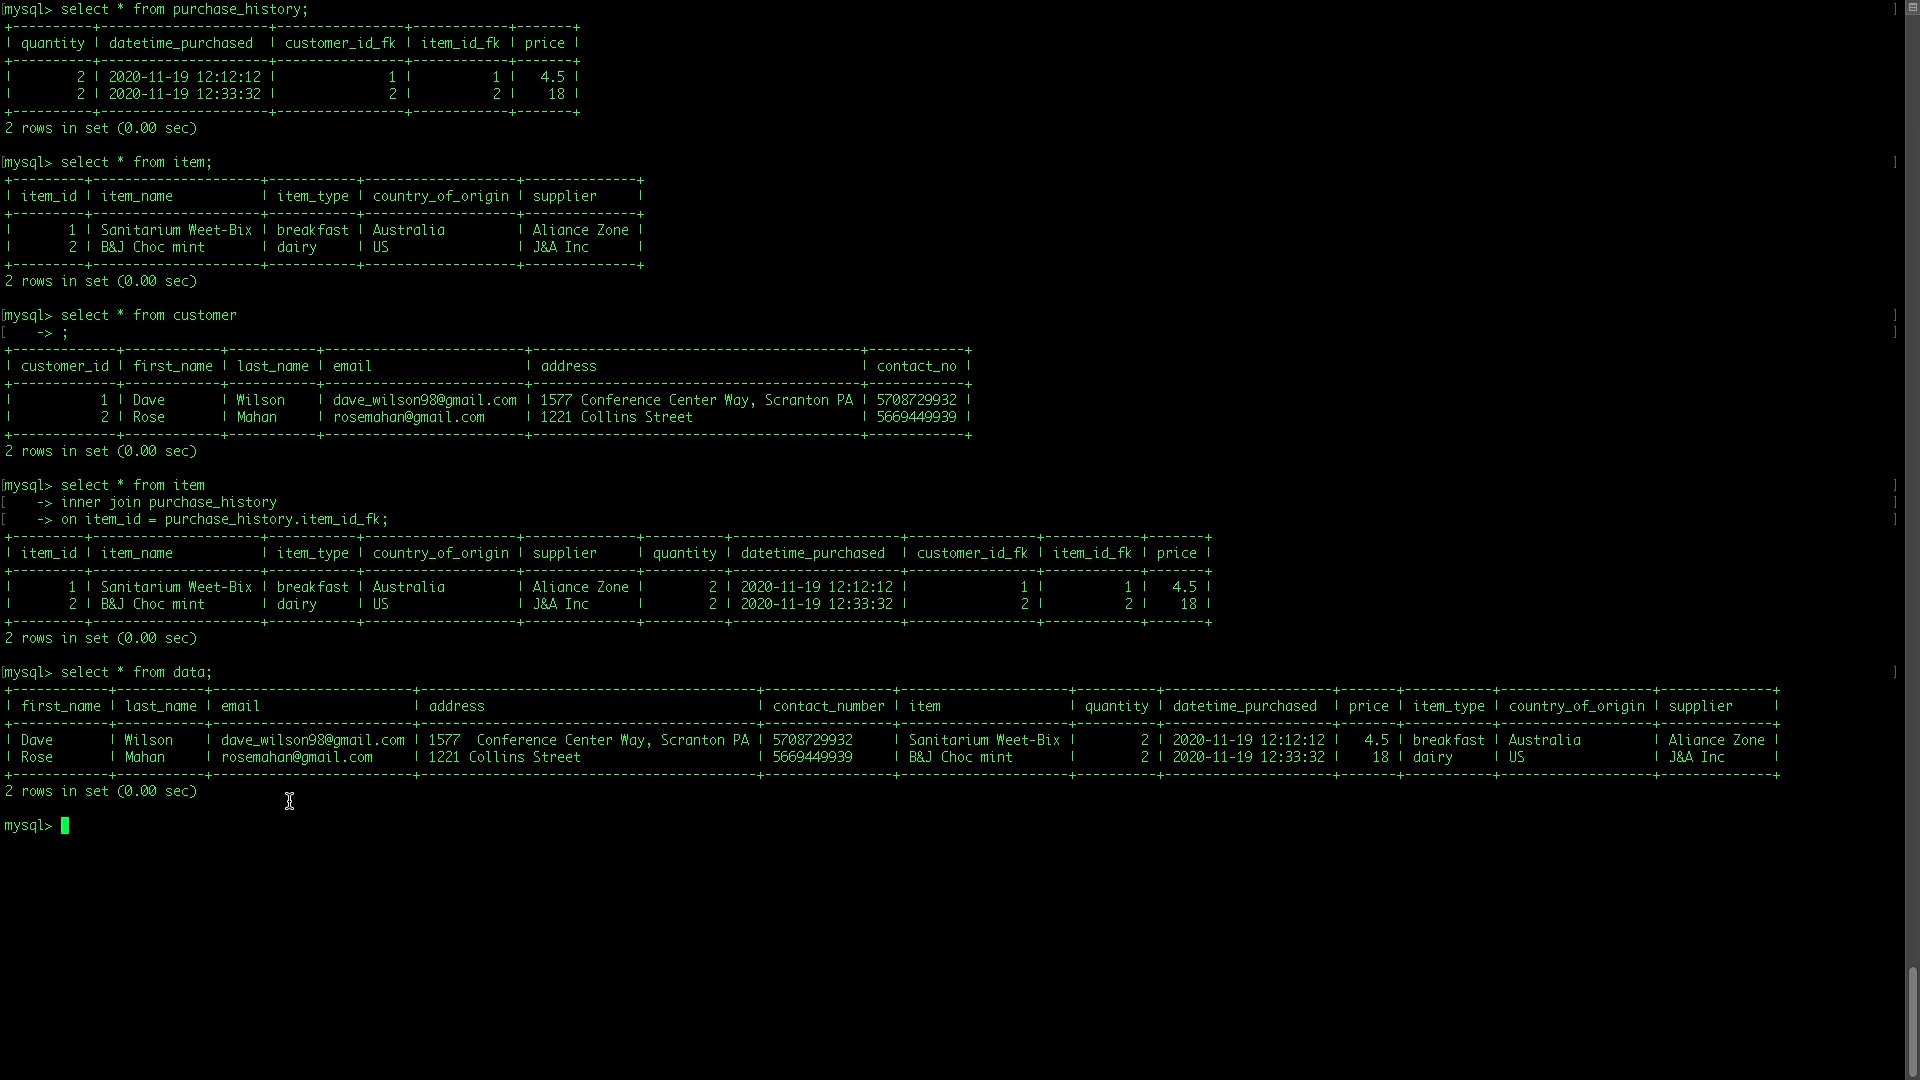 [mysql> select * from purchase_history; ]
+----------+---------------------+----------------+------------+-------+
| quantity | datetime_purchased  | customer_id_fk | item_id_fk | price |
+----------+---------------------+----------------+------------+-------+
|        2 | 2020-11-19 12:12:12 |              1 |          1 |   4.5 |
|        2 | 2020-11-19 12:33:32 |              2 |          2 |    18 |
+----------+---------------------+----------------+------------+-------+
2 rows in set (0.00 sec)
[mysql> select * from item; ]
+---------+---------------------+-----------+-------------------+--------------+
| item_id | item_name           | item_type | country_of_origin | supplier     |
+---------+---------------------+-----------+-------------------+--------------+
|       1 | Sanitarium Weet-Bix | breakfast | Australia         | Aliance Zone |
|       2 | B&J Choc mint       | dairy     | US                | J&A Inc      |
+---------+---------------------+-----------+-------------------+--------------+
2 rows in set (0.00 sec)
[mysql> select * from customer ]
[    -> ; ]
+-------------+------------+-----------+-------------------------+-----------------------------------------+------------+
| customer_id | first_name | last_name | email                   | address                                 | contact_no |
+-------------+------------+-----------+-------------------------+-----------------------------------------+------------+
|           1 | Dave       | Wilson    | dave_wilson98@gmail.com | 1577 Conference Center Way, Scranton PA | 5708729932 |
|           2 | Rose       | Mahan     | rosemahan@gmail.com     | 1221 Collins Street                     | 5669449939 |
+-------------+------------+-----------+-------------------------+-----------------------------------------+------------+
2 rows in set (0.00 sec)
[mysql> select * from item ]
[    -> inner join purchase_history ]
[    -> on item_id = purchase_history.item_id_fk; ]
+---------+---------------------+-----------+-------------------+--------------+----------+---------------------+----------------+------------+-------+
| item_id | item_name           | item_type | country_of_origin | supplier     | quantity | datetime_purchased  | customer_id_fk | item_id_fk | price |
+---------+---------------------+-----------+-------------------+--------------+----------+---------------------+----------------+------------+-------+
|       1 | Sanitarium Weet-Bix | breakfast | Australia         | Aliance Zone |        2 | 2020-11-19 12:12:12 |              1 |          1 |   4.5 |
|       2 | B&J Choc mint       | dairy     | US                | J&A Inc      |        2 | 2020-11-19 12:33:32 |              2 |          2 |    18 |
+---------+---------------------+-----------+-------------------+--------------+----------+---------------------+----------------+------------+-------+
2 rows in set (0.00 sec)
[mysql> select * from data; ]
+------------+-----------+-------------------------+------------------------------------------+----------------+---------------------+----------+---------------------+-------+-----------+-------------------+--------------+
| first_name | last_name | email                   | address                                  | contact_number | item                | quantity | datetime_purchased  | price | item_type | country_of_origin | supplier     |
+------------+-----------+-------------------------+------------------------------------------+----------------+---------------------+----------+---------------------+-------+-----------+-------------------+--------------+
| Dave       | Wilson    | dave_wilson98@gmail.com | 1577  Conference Center Way, Scranton PA | 5708729932     | Sanitarium Weet-Bix |        2 | 2020-11-19 12:12:12 |   4.5 | breakfast | Australia         | Aliance Zone |
| Rose       | Mahan     | rosemahan@gmail.com     | 1221 Collins Street                      | 5669449939     | B&J Choc mint       |        2 | 2020-11-19 12:33:32 |    18 | dairy     | US                | J&A Inc      |
+------------+-----------+-------------------------+------------------------------------------+----------------+---------------------+----------+---------------------+-------+-----------+-------------------+--------------+
2 rows in set (0.00 sec)
mysql>